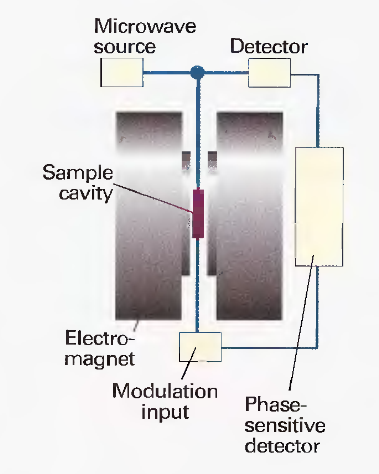 Microwave
source
Detector
Sample
cavity
Electro-
magnet
Modulation
input
Phase-
sensitive
detector